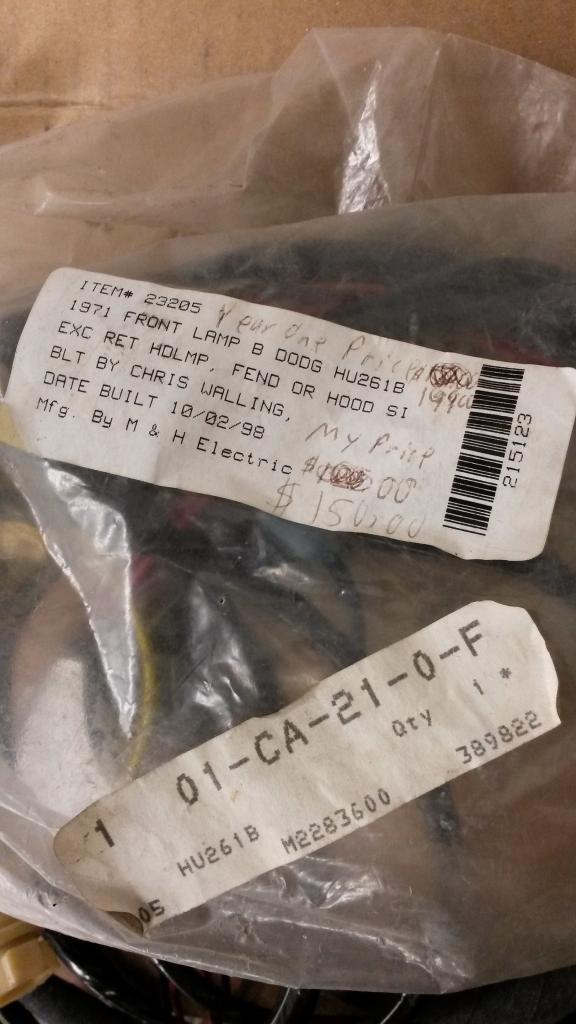 ITEM# 23205 Year One Price
1971 FRONT LAMP B DODG HU261B
EXC RET HDLMP, FEND OR HOOD SI
BLT BY CHRIS WALLING,
DATE BUILT 10/02/98 My Price
Mfg. By M & H Electric $ 00
$150.00
215123
01-CA-21-0-F
Qty 1 *
1 HU261B M2283600 389822
05